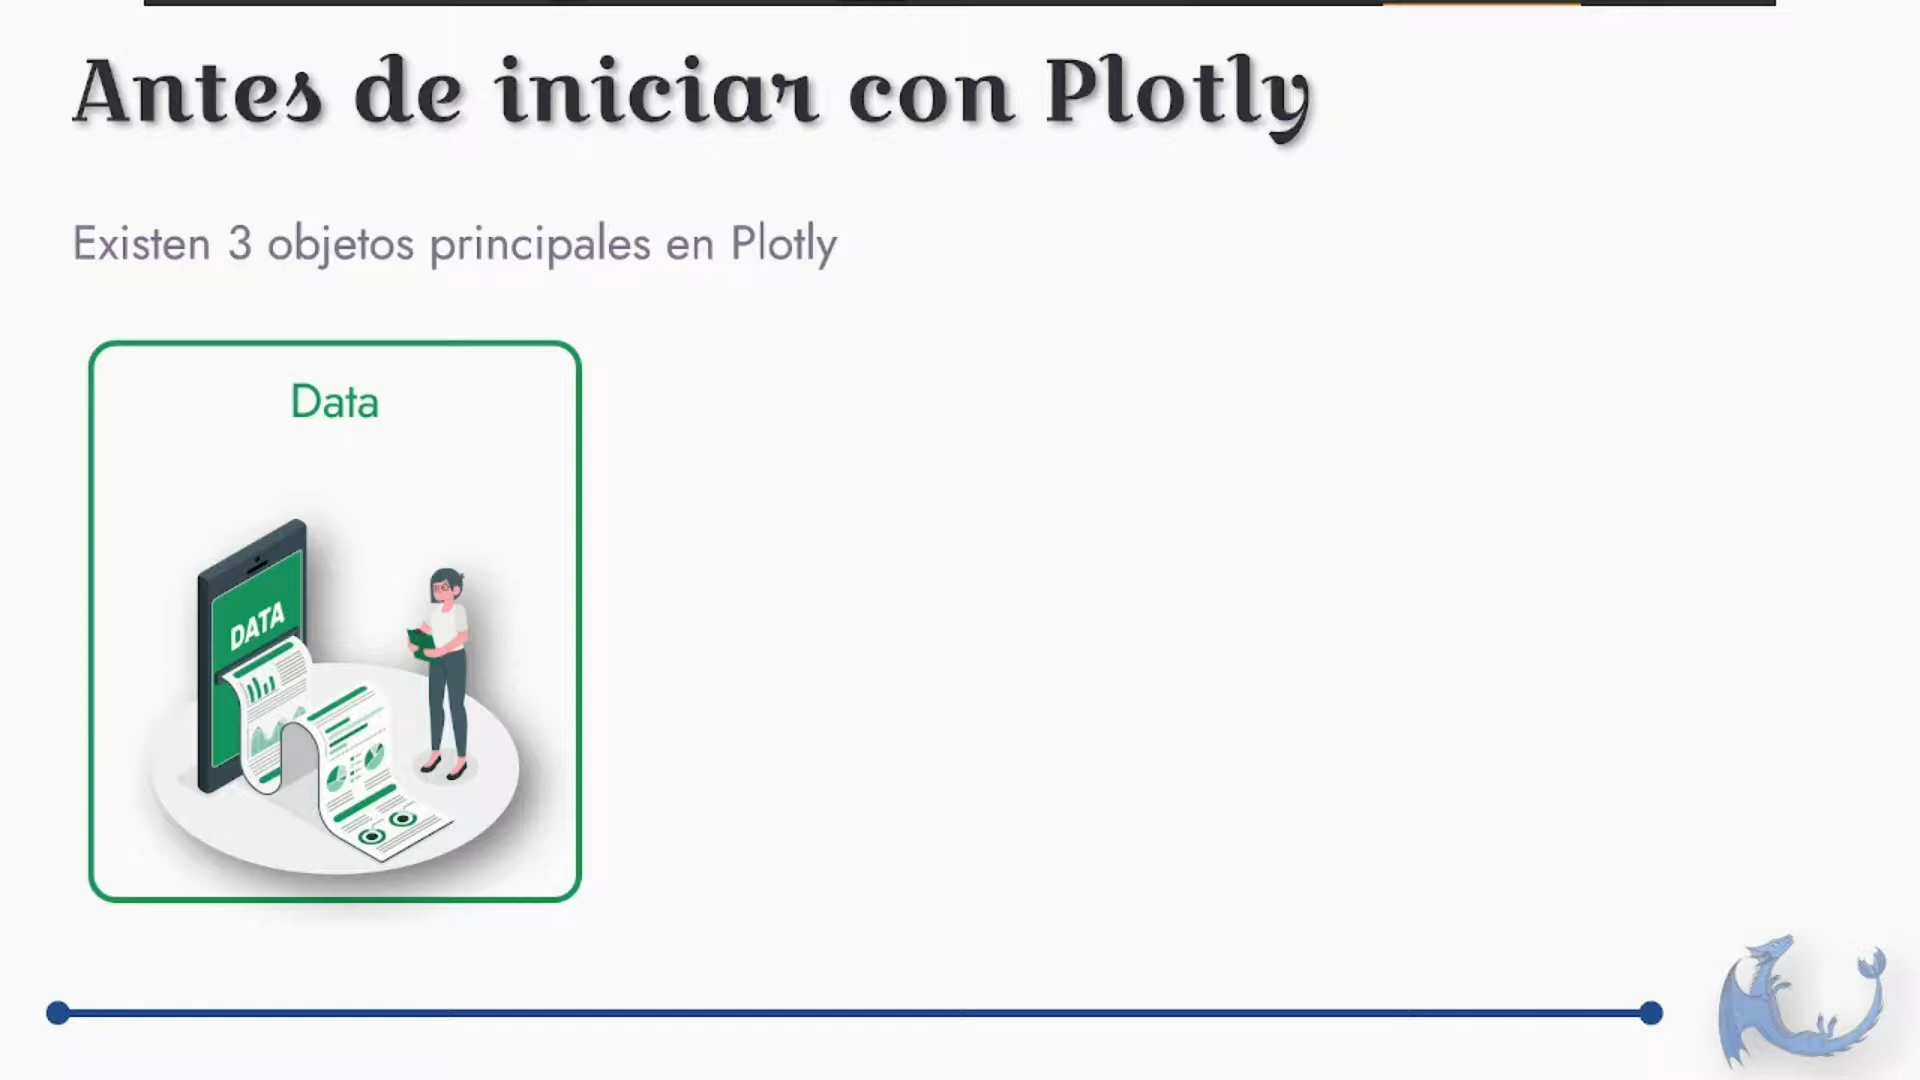 Antes de iniciar con Plotly
Existen 3 objetos principales en Plotly
Data
DATA